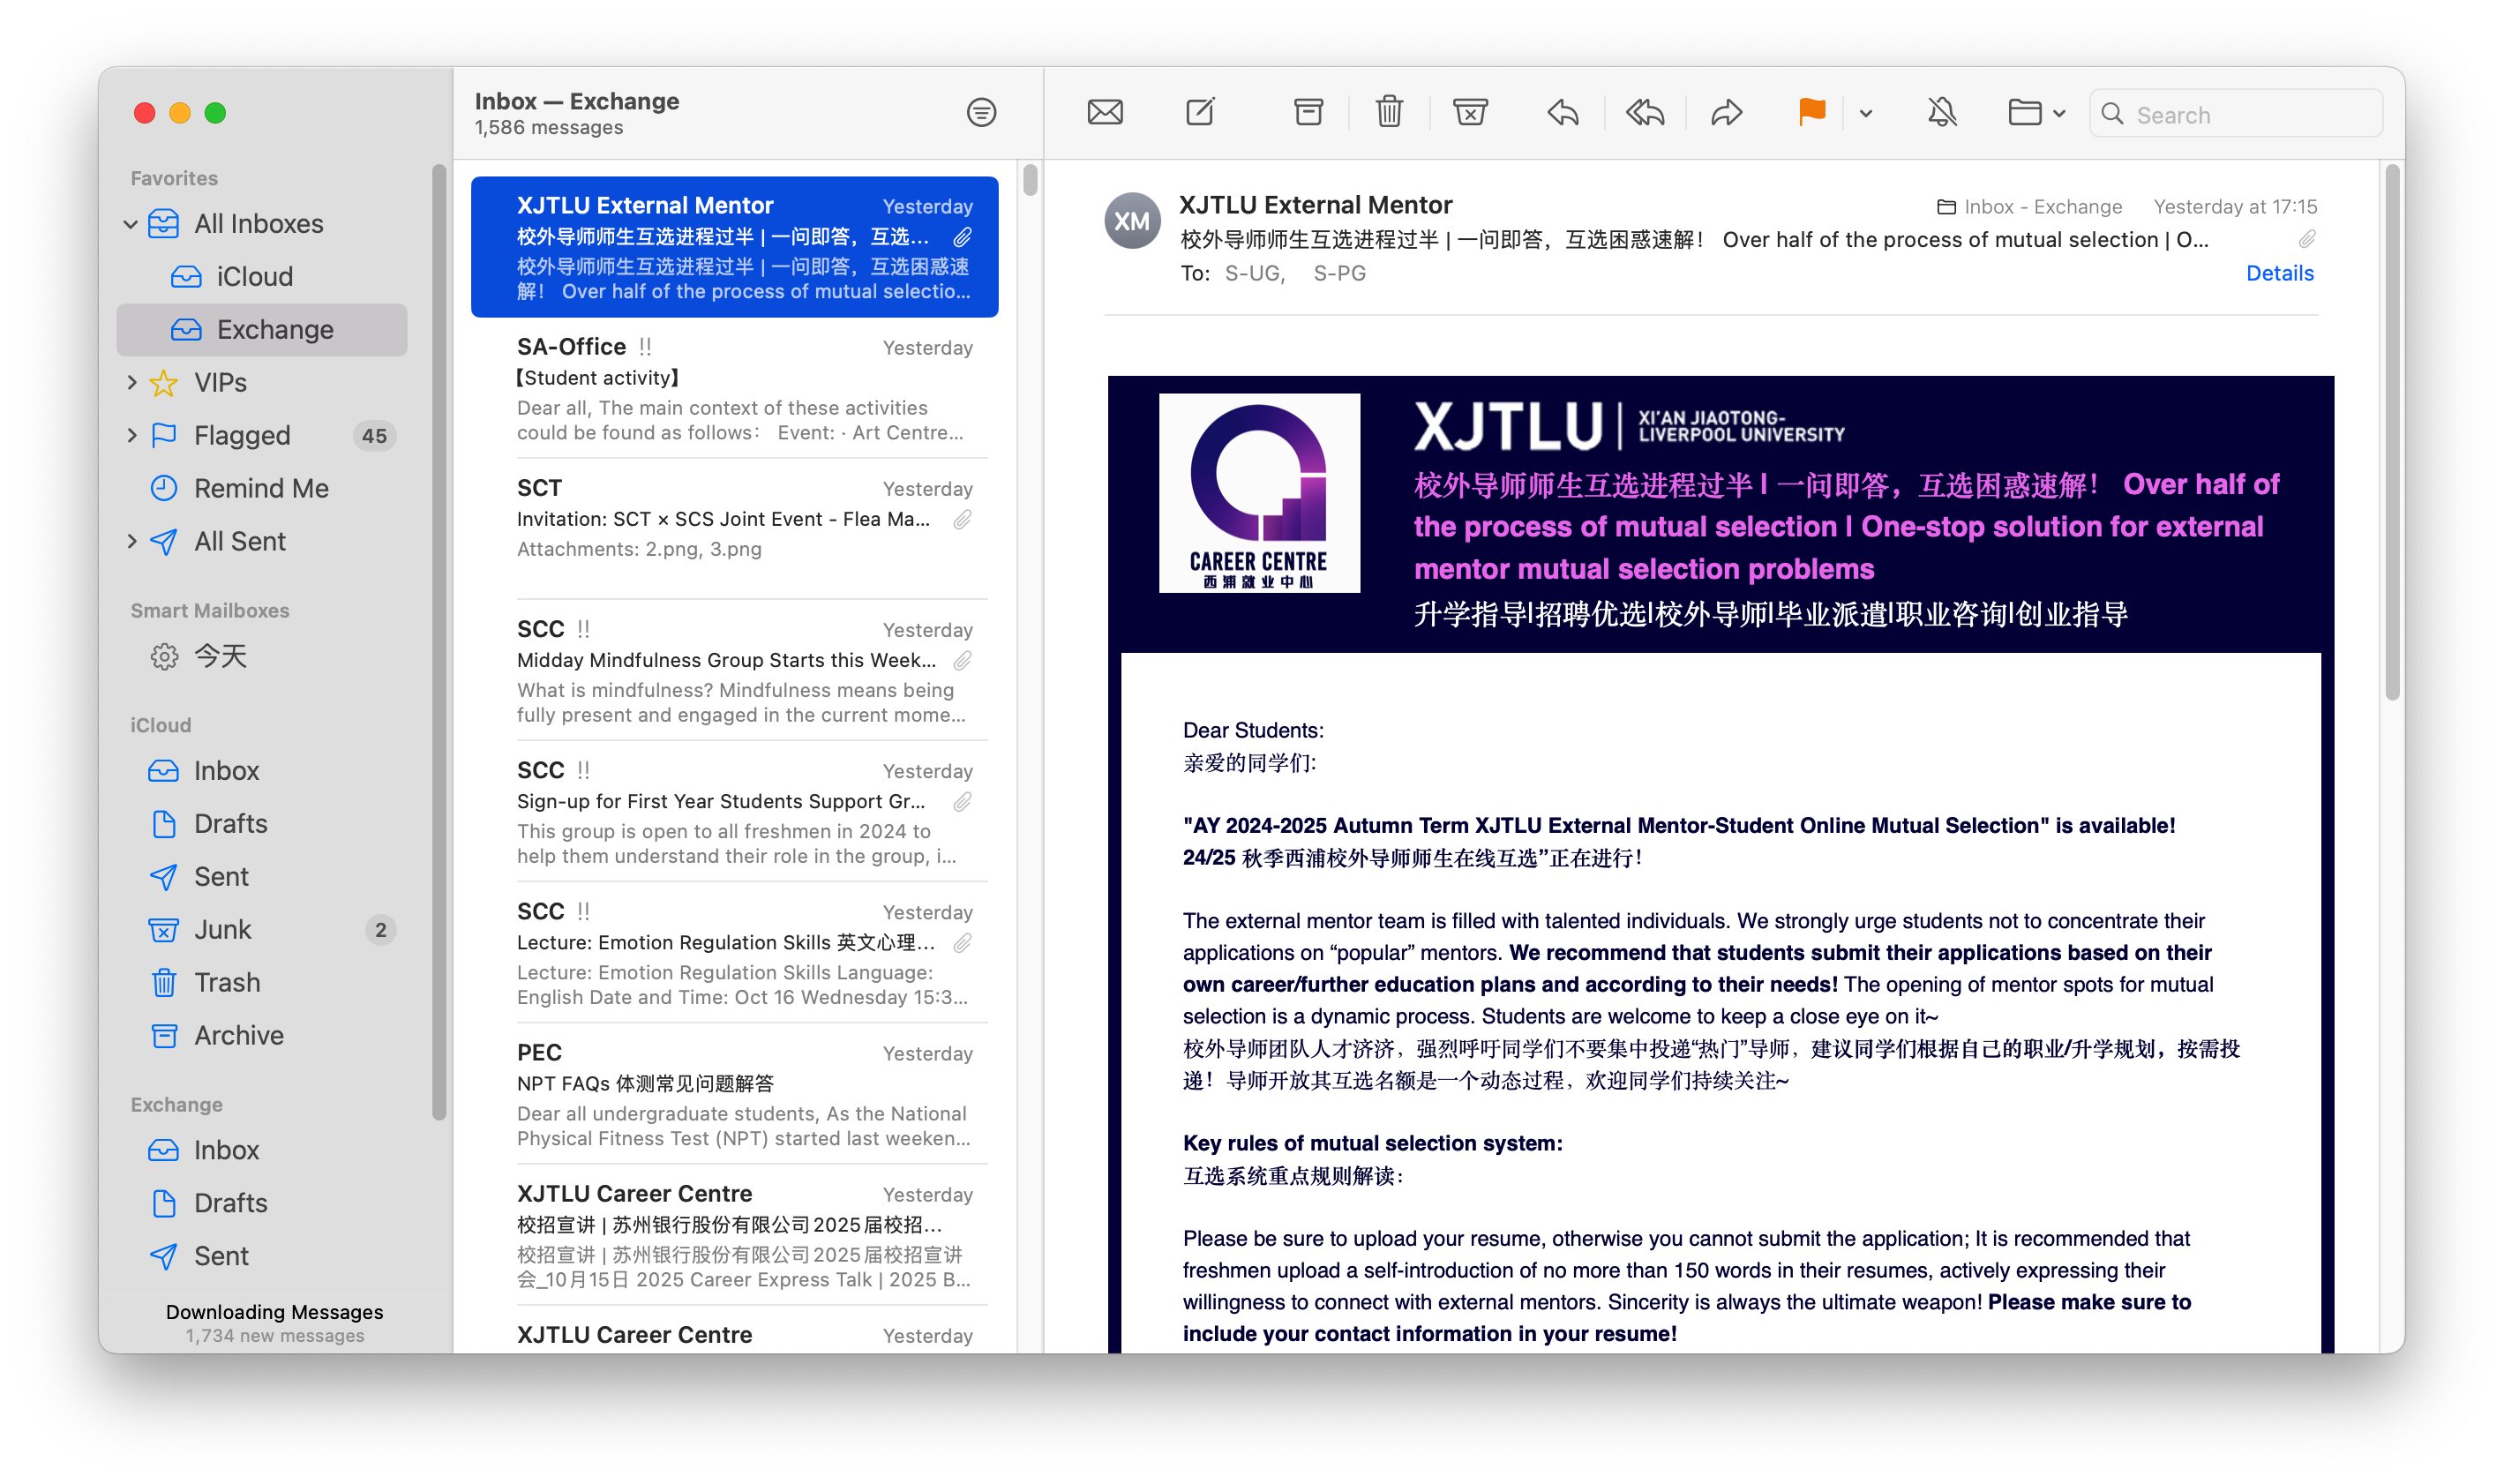 Favorites
All Inboxes
iCloud
Exchange
VIPs
Flagged 45
Remind Me
All Sent
Smart Mailboxes
今天
iCloud
Inbox
Drafts
Sent
Junk 2
Trash
Archive
Exchange
Inbox
Drafts
Sent
Downloading Messages
1,734 new messages
Inbox — Exchange
1,586 messages
XJTLU External Mentor Yesterday
校外导师师生互选进程过半 | 一问即答，互选...
校外导师师生互选进程过半 | 一问即答，互选困惑速
解！ Over half of the process of mutual selectio...
SA-Office !! Yesterday
【Student activity】
Dear all, The main context of these activities
could be found as follows： Event: · Art Centre...
SCT Yesterday
Invitation: SCT × SCS Joint Event - Flea Ma...
Attachments: 2.png, 3.png
SCC !! Yesterday
Midday Mindfulness Group Starts this Week...
What is mindfulness? Mindfulness means being
fully present and engaged in the current mome...
SCC !! Yesterday
Sign-up for First Year Students Support Gr...
This group is open to all freshmen in 2024 to
help them understand their role in the group, i...
SCC !! Yesterday
Lecture: Emotion Regulation Skills 英文心理...
Lecture: Emotion Regulation Skills Language:
English Date and Time: Oct 16 Wednesday 15:3...
PEC Yesterday
NPT FAQs 体测常见问题解答
Dear all undergraduate students, As the National
Physical Fitness Test (NPT) started last weeken...
XJTLU Career Centre Yesterday
校招宣讲 | 苏州银行股份有限公司2025届校招...
校招宣讲 | 苏州银行股份有限公司2025届校招宣讲
会_10月15日 2025 Career Express Talk | 2025 B...
XJTLU Career Centre Yesterday
Search
XM
XJTLU External Mentor Inbox - Exchange Yesterday at 17:15
校外导师师生互选进程过半 | 一问即答，互选困惑速解！ Over half of the process of mutual selection | O...
To: S-UG, S-PG Details
CAREER CENTRE
西浦就业中心
XJTLU | XI'AN JIAOTONG-
LIVERPOOL UNIVERSITY
校外导师师生互选进程过半 l 一问即答，互选困惑速解！ Over half of
the process of mutual selection l One-stop solution for external
mentor mutual selection problems
升学指导l招聘优选l校外导师l毕业派遣l职业咨询l创业指导
Dear Students:
亲爱的同学们:
"AY 2024-2025 Autumn Term XJTLU External Mentor-Student Online Mutual Selection" is available!
24/25 秋季西浦校外导师师生在线互选”正在进行！
The external mentor team is filled with talented individuals. We strongly urge students not to concentrate their
applications on “popular” mentors. We recommend that students submit their applications based on their
own career/further education plans and according to their needs! The opening of mentor spots for mutual
selection is a dynamic process. Students are welcome to keep a close eye on it~
校外导师团队人才济济，强烈呼吁同学们不要集中投递“热门”导师，建议同学们根据自己的职业/升学规划，按需投
递！导师开放其互选名额是一个动态过程，欢迎同学们持续关注~
Key rules of mutual selection system:
互选系统重点规则解读：
Please be sure to upload your resume, otherwise you cannot submit the application; It is recommended that
freshmen upload a self-introduction of no more than 150 words in their resumes, actively expressing their
willingness to connect with external mentors. Sincerity is always the ultimate weapon! Please make sure to
include your contact information in your resume!